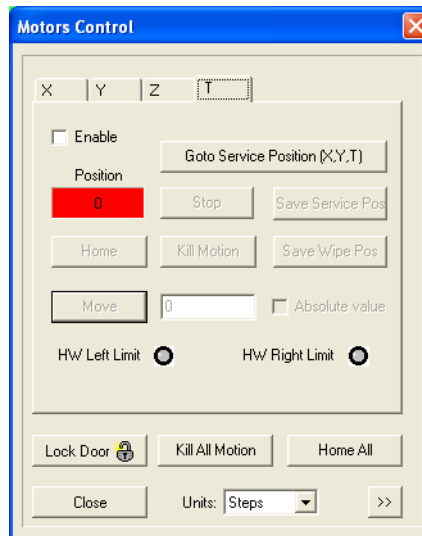 Motors Control
X Y Z T
Enable
Goto Service Position (X,Y,T)
Position
0 Stop Save Service Pos
Home Kill Motion Save Wipe Pos
Move 0 Absolute value
HW Left Limit HW Right Limit
Lock Door Kill All Motion Home All
Close Units: Steps >>